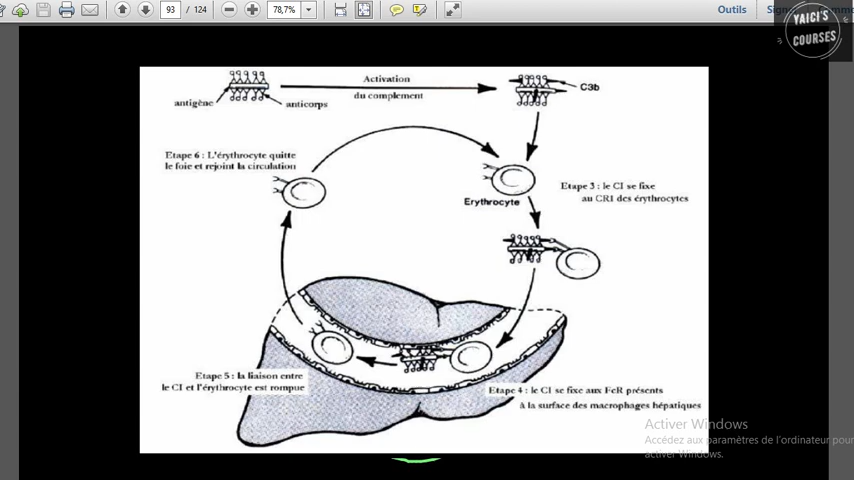 93 / 124
78,7%
Outils
YAICI'S
COURSES
Activation
du complement
C3b
antigène
anticorps
Etape 6 : L'érythrocyte quitte
le foie et rejoint la circulation
Etape 3 : le CI se fixe
au CR1 des érythrocytes
Erythrocyte
Etape 5 : la liaison entre
le CI et l'érythrocyte est rompue
Etape 4 : le CI se fixe aux FcR présents
à la surface des macrophages hépatiques
Activer Windows
Accédez aux paramètres de l'ordinateur pour
activer Windows.